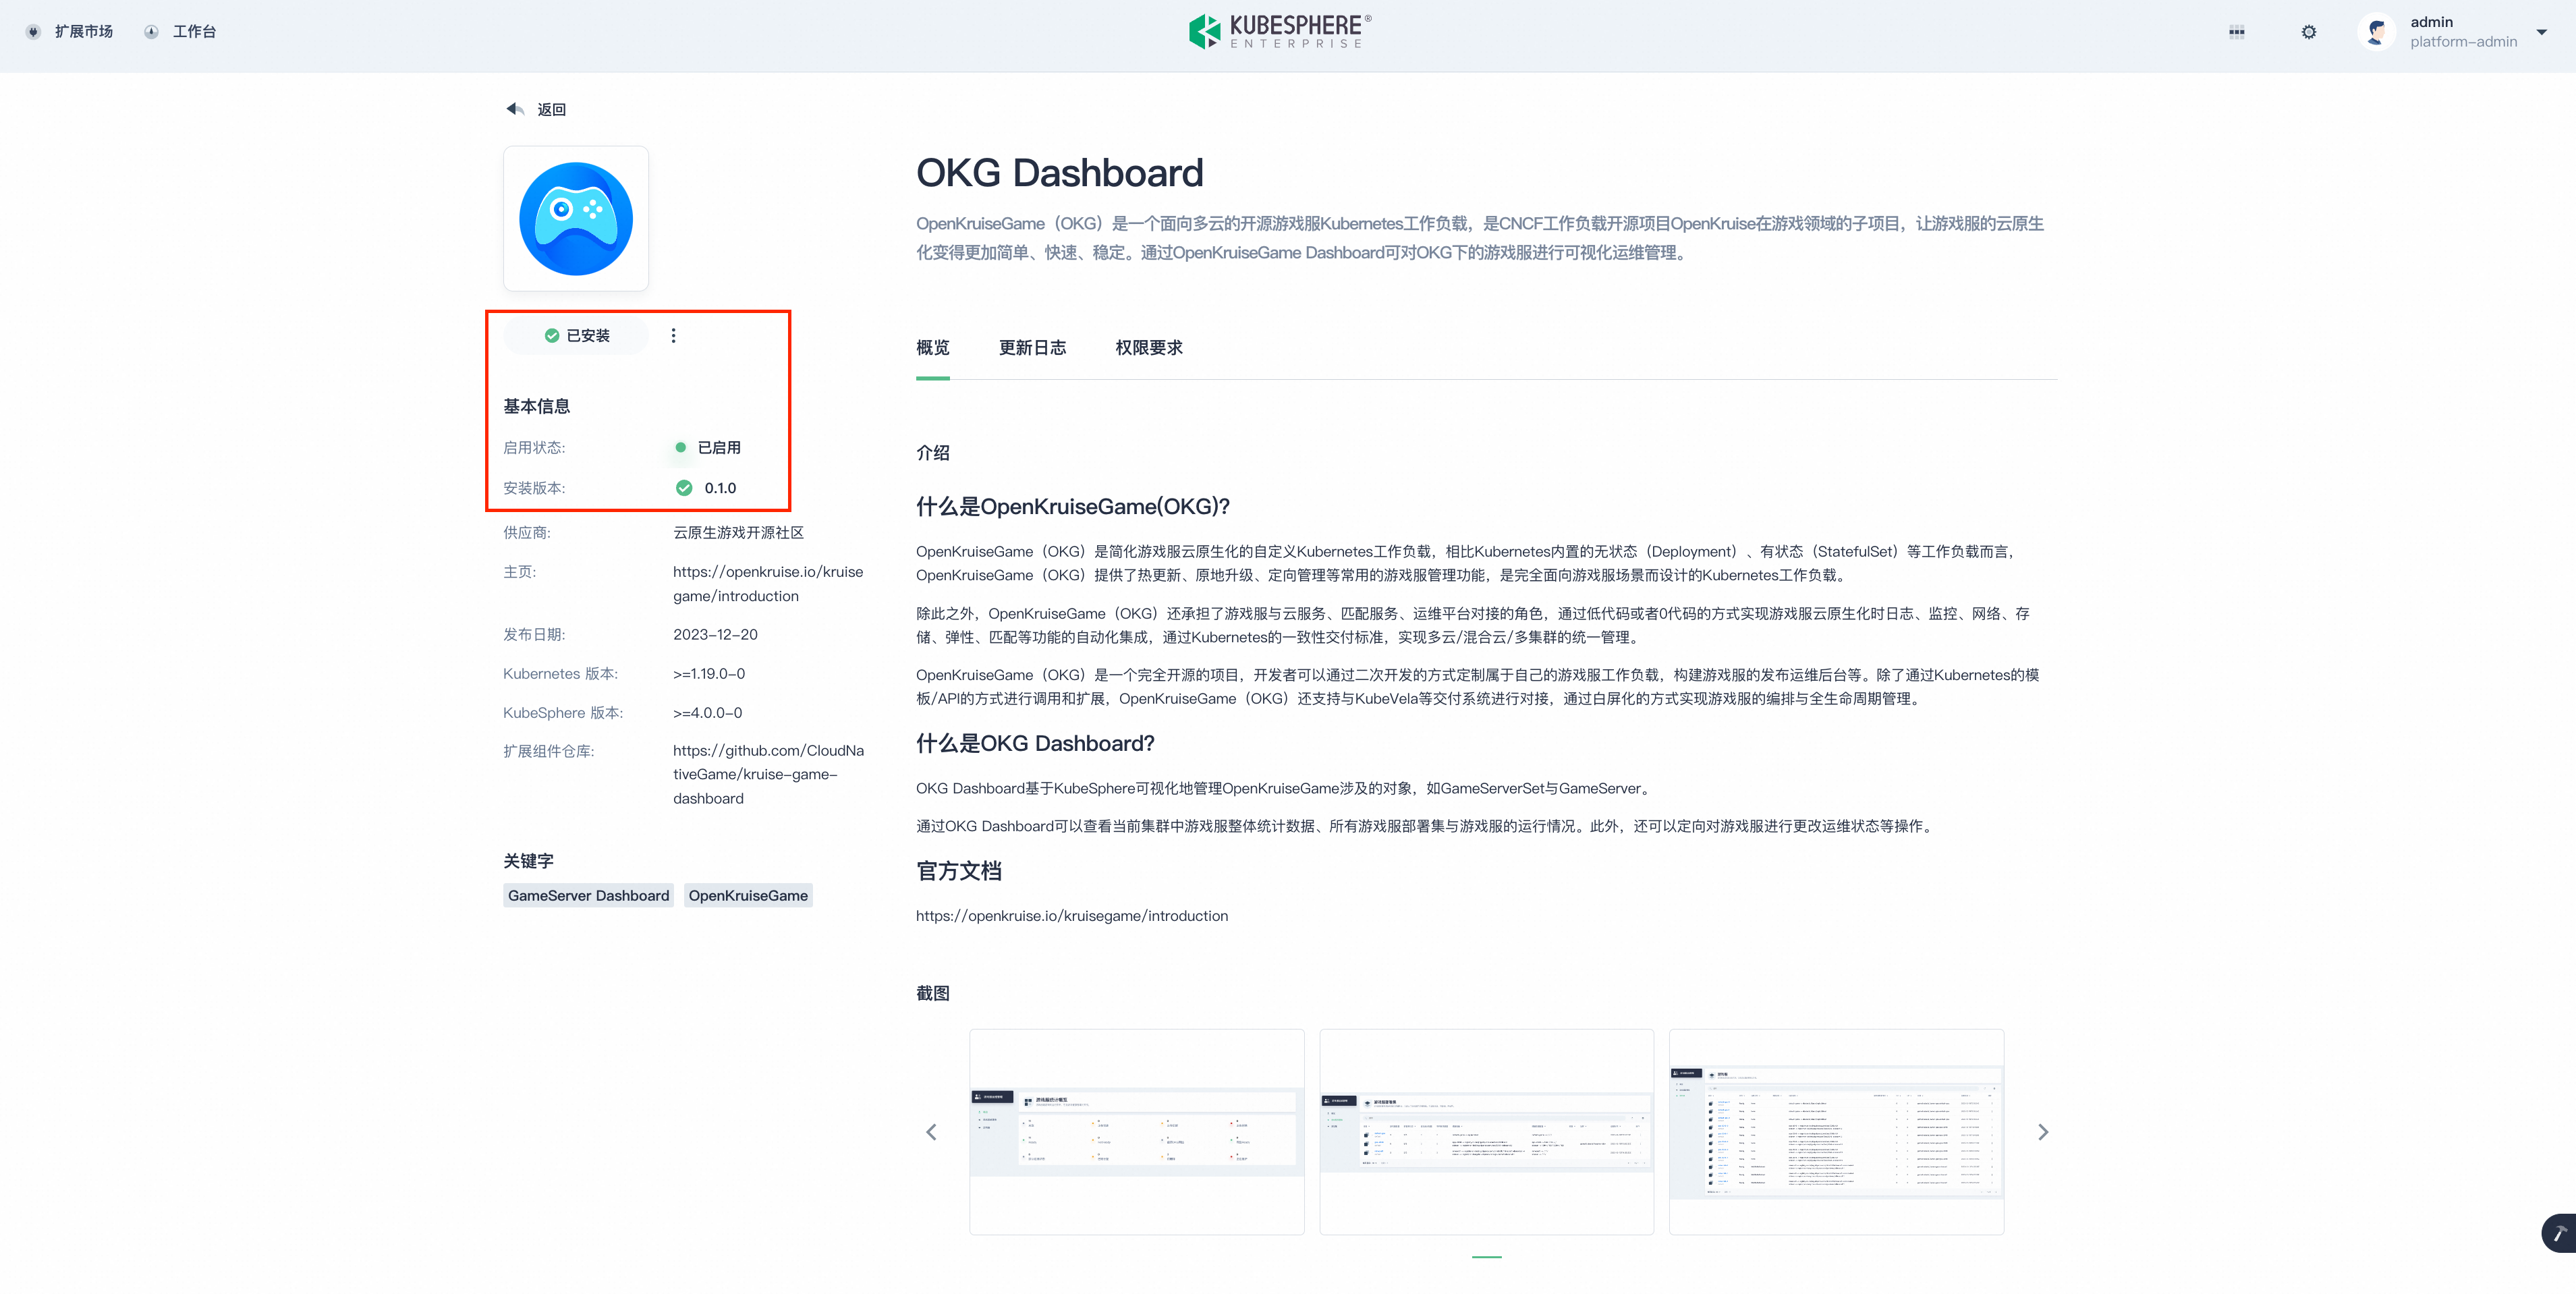 扩展市场
工作台
KUBESPHERE®
ENTERPRISE
admin
platform-admin
返回
OKG Dashboard
OpenKruiseGame（OKG）是一个面向多云的开源游戏服Kubernetes工作负载，是CNCF工作负载开源项目OpenKruise在游戏领域的子项目，让游戏服的云原生
化变得更加简单、快速、稳定。通过OpenKruiseGame Dashboard可对OKG下的游戏服进行可视化运维管理。
已安装
基本信息
启用状态: 已启用
安装版本: 0.1.0
供应商: 云原生游戏开源社区
主页: https://openkruise.io/kruise
game/introduction
发布日期: 2023-12-20
Kubernetes 版本: >=1.19.0-0
KubeSphere 版本: >=4.0.0-0
扩展组件仓库: https://github.com/CloudNa
tiveGame/kruise-game-
dashboard
关键字
GameServer Dashboard OpenKruiseGame
概览 更新日志 权限要求
介绍
什么是OpenKruiseGame(OKG)?
OpenKruiseGame（OKG）是简化游戏服云原生化的自定义Kubernetes工作负载，相比Kubernetes内置的无状态（Deployment）、有状态（StatefulSet）等工作负载而言，
OpenKruiseGame（OKG）提供了热更新、原地升级、定向管理等常用的游戏服管理功能，是完全面向游戏服场景而设计的Kubernetes工作负载。
除此之外，OpenKruiseGame（OKG）还承担了游戏服与云服务、匹配服务、运维平台对接的角色，通过低代码或者0代码的方式实现游戏服云原生化时日志、监控、网络、存
储、弹性、匹配等功能的自动化集成，通过Kubernetes的一致性交付标准，实现多云/混合云/多集群的统一管理。
OpenKruiseGame（OKG）是一个完全开源的项目，开发者可以通过二次开发的方式定制属于自己的游戏服工作负载，构建游戏服的发布运维后台等。除了通过Kubernetes的模
板/API的方式进行调用和扩展，OpenKruiseGame（OKG）还支持与KubeVela等交付系统进行对接，通过白屏化的方式实现游戏服的编排与全生命周期管理。
什么是OKG Dashboard?
OKG Dashboard基于KubeSphere可视化地管理OpenKruiseGame涉及的对象，如GameServerSet与GameServer。
通过OKG Dashboard可以查看当前集群中游戏服整体统计数据、所有游戏服部署集与游戏服的运行情况。此外，还可以定向对游戏服进行更改运维状态等操作。
官方文档
https://openkruise.io/kruisegame/introduction
截图